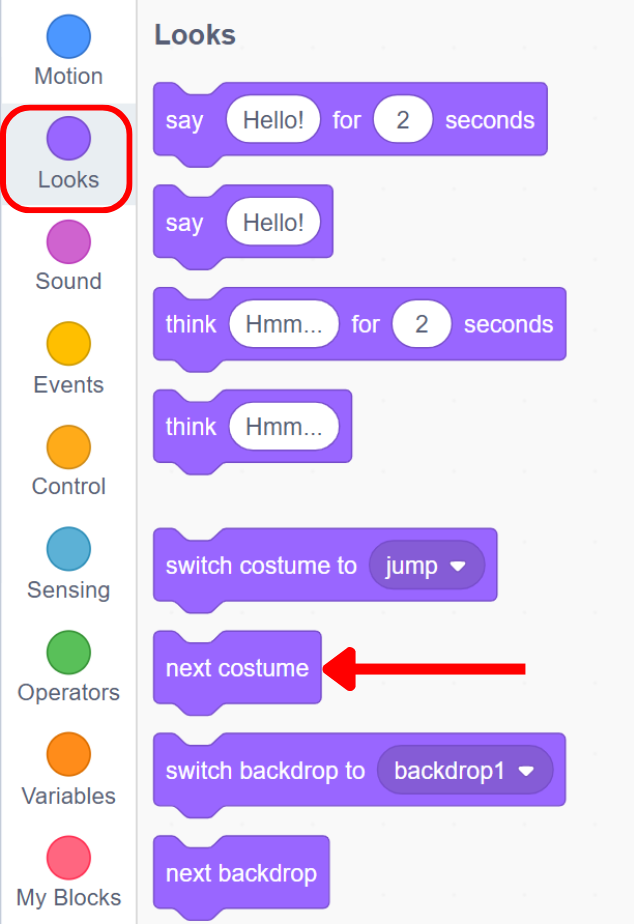 Motion
Looks
Sound
Events
Control
Sensing
Operators
Variables
My Blocks
Looks
say Hello! for 2 seconds
say Hello!
think Hmm... for 2 seconds
think Hmm...
switch costume to jump
next costume
switch backdrop to backdrop1
next backdrop